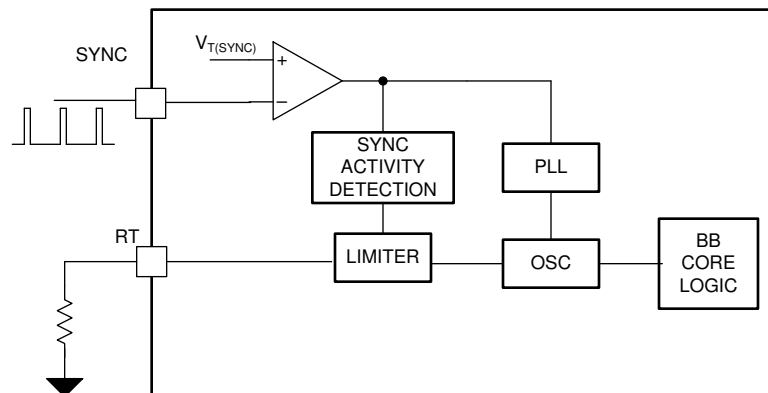 V_T(SYNC)
SYNC
+
−
SYNC
ACTIVITY
DETECTION
PLL
RT
LIMITER
OSC
BB
CORE
LOGIC